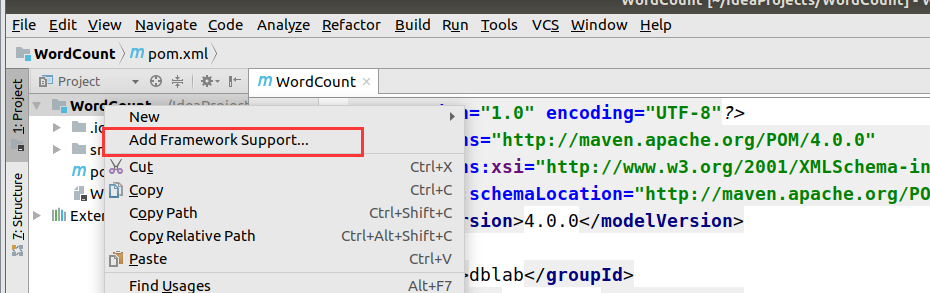 WordCount [~/IdeaProjects/WordCount] -
File Edit View Navigate Code Analyze Refactor Build Run Tools VCS Window Help
WordCount pom.xml
1: Project
Project
WordCount
WordCount ~/IdeaProjec
="1.0" encoding="UTF-8"?>
New
.i
ns="http://maven.apache.org/POM/4.0.0"
Add Framework Support...
sr
ns:xsi="http://www.w3.org/2001/XMLSchema-in
Cut Ctrl+X
po
schemaLocation="http://maven.apache.org/PO
Copy Ctrl+C
W
Copy Path Ctrl+Shift+C
ersion>4.0.0</modelVersion>
Exter
Copy Relative Path Ctrl+Alt+Shift+C
7: Structure
Paste Ctrl+V
>dblab</groupId>
Find Usages Alt+F7